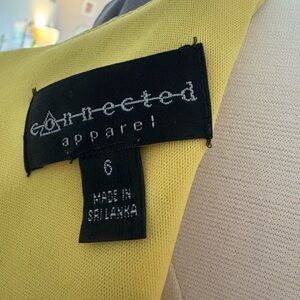 connected
apparel
6
MADE IN
SRI LANKA